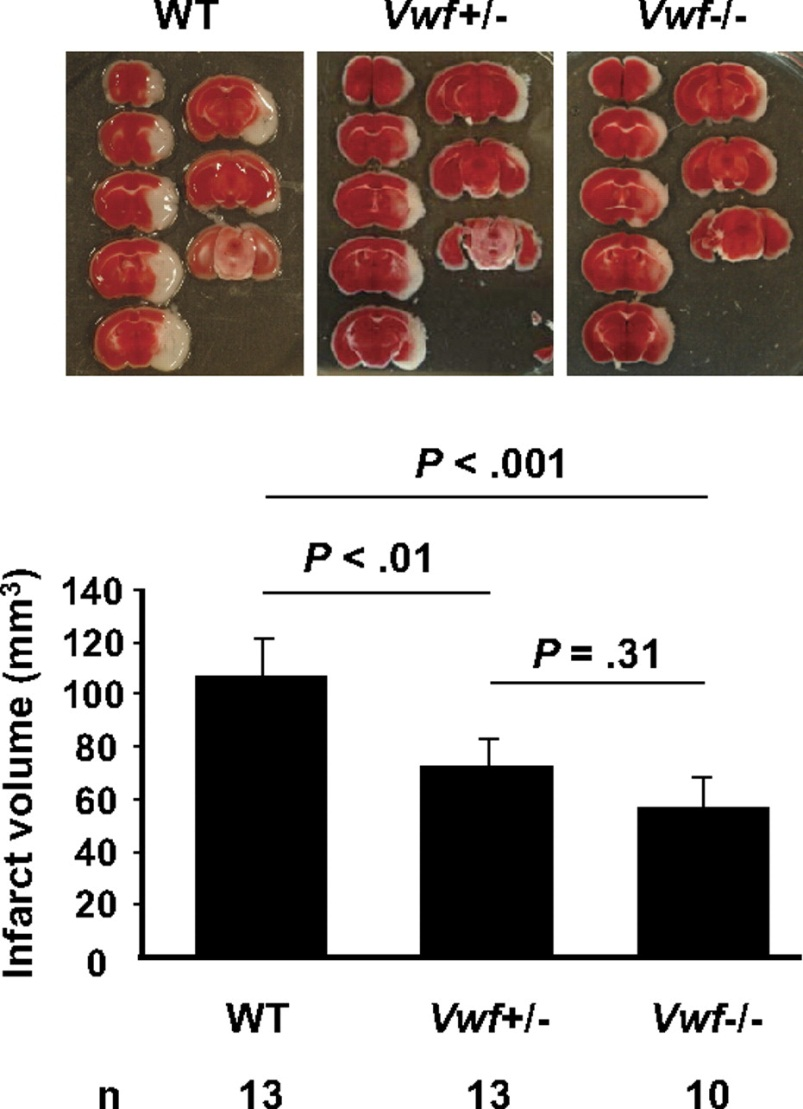 WT Vwf+/- Vwf-/-
P < .001
P < .01
P = .31
Infarct volume (mm³)
140
120
100
80
60
40
20
0
WT Vwf+/- Vwf-/-
n 13 13 10